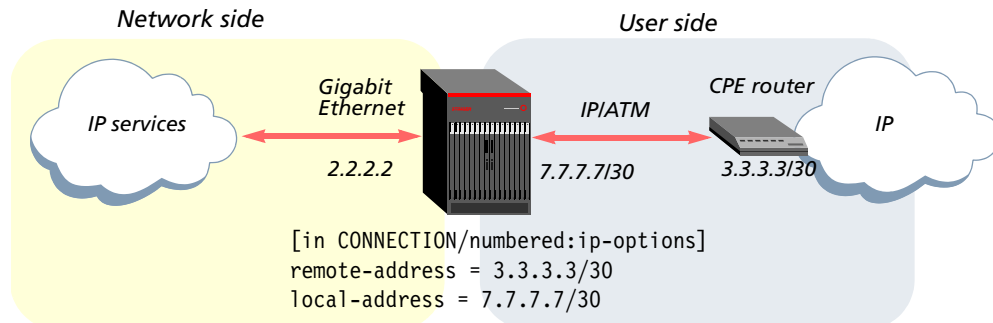 Network side
User side
Gigabit
Ethernet
CPE router
IP services
IP/ATM
IP
2.2.2.2
7.7.7.7/30
3.3.3.3/30
[in CONNECTION/numbered:ip-options]
remote-address = 3.3.3.3/30
local-address = 7.7.7.7/30